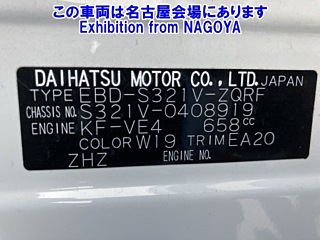 この車両は名古屋会場にあります
Exhibition from NAGOYA
DAIHATSU MOTOR CO., LTD. JAPAN
TYPE EBD-S321V-ZQRF
CHASSIS NO. S321V-0408919
ENGINE KF-VE4 658cc
COLOR W19 TRIM EA20
ZHZ